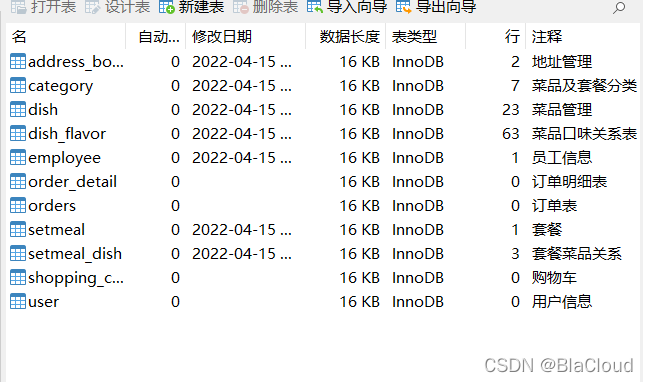 打开表 设计表 新建表 删除表 导入向导 导出向导
名 自动... 修改日期 数据长度 表类型 行 注释
address_bo... 0 2022-04-15 ... 16 KB InnoDB 2 地址管理
category 0 2022-04-15 ... 16 KB InnoDB 7 菜品及套餐分类
dish 0 2022-04-15 ... 16 KB InnoDB 23 菜品管理
dish_flavor 0 2022-04-15 ... 16 KB InnoDB 63 菜品口味关系表
employee 0 2022-04-15 ... 16 KB InnoDB 1 员工信息
order_detail 0 16 KB InnoDB 0 订单明细表
orders 0 16 KB InnoDB 0 订单表
setmeal 0 2022-04-15 ... 16 KB InnoDB 1 套餐
setmeal_dish 0 2022-04-15 ... 16 KB InnoDB 3 套餐菜品关系
shopping_c... 0 16 KB InnoDB 0 购物车
user 0 16 KB InnoDB 0 用户信息
CSDN @BlaCloud